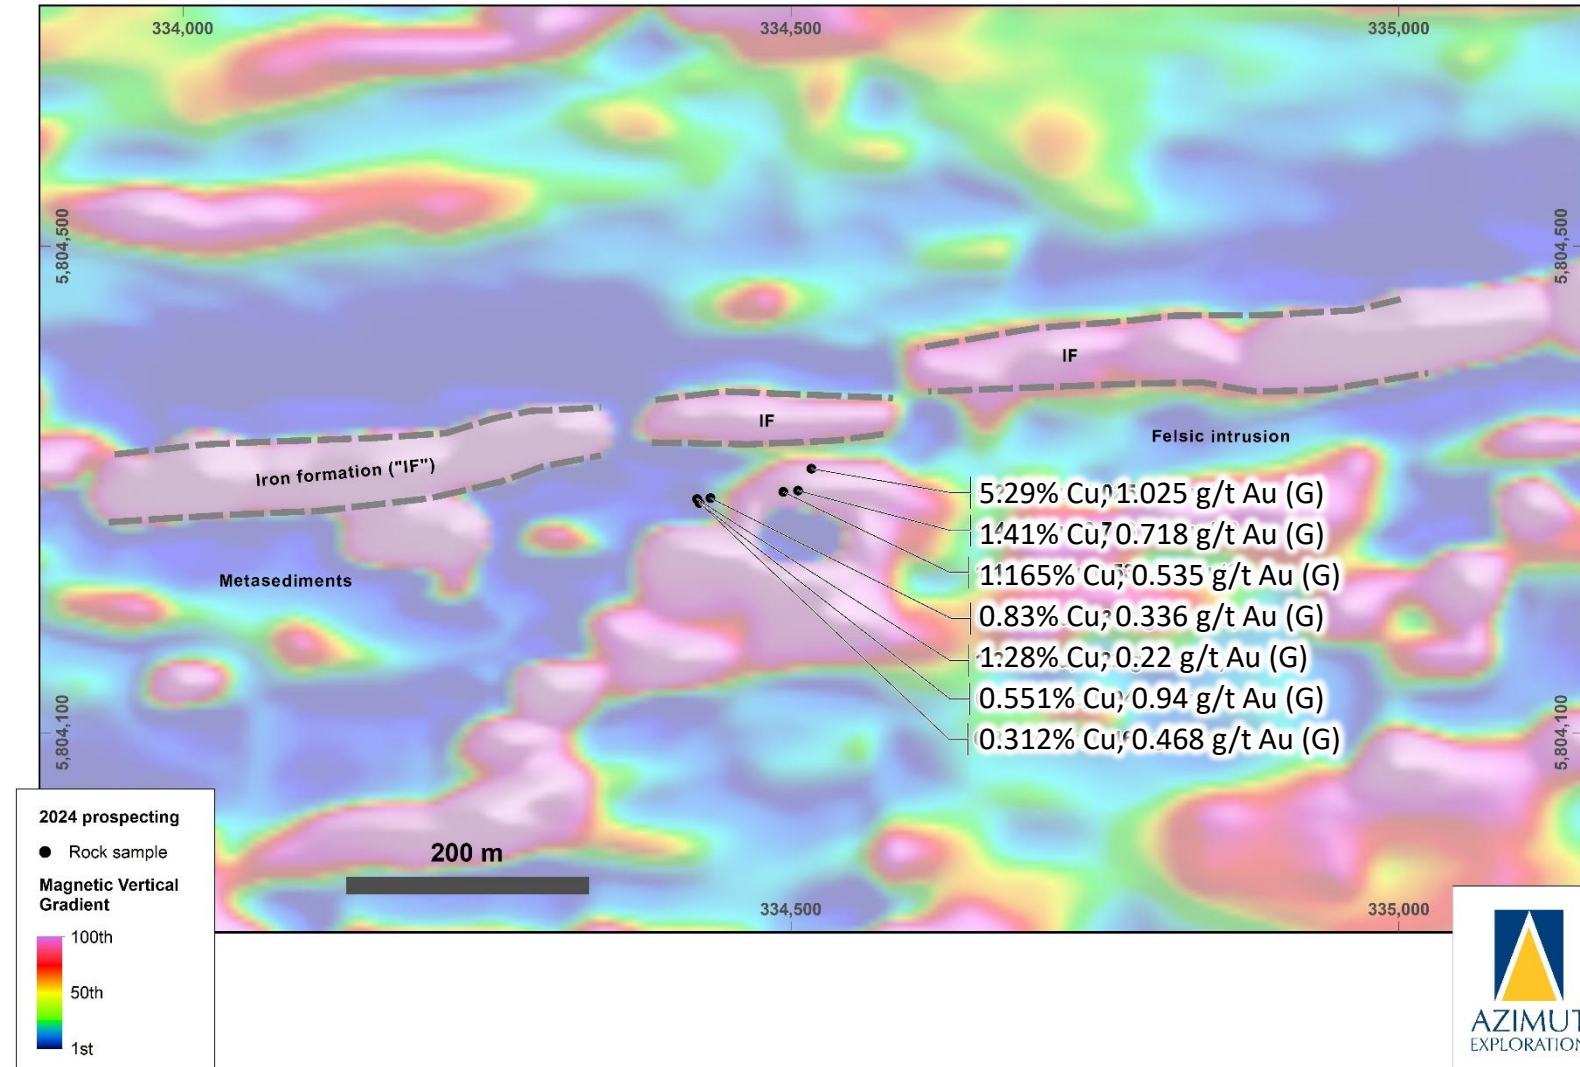 334,000
334,500
335,000
5,804,500
5,804,500
IF
IF
Iron formation ("IF")
Felsic intrusion
Metasediments
5.29% Cu, 1.025 g/t Au (G)
1.41% Cu, 0.718 g/t Au (G)
1.165% Cu, 0.535 g/t Au (G)
0.83% Cu, 0.336 g/t Au (G)
1.28% Cu, 0.22 g/t Au (G)
0.551% Cu, 0.94 g/t Au (G)
0.312% Cu, 0.468 g/t Au (G)
5,804,100
5,804,100
200 m
334,500
335,000
2024 prospecting
Rock sample
Magnetic Vertical
Gradient
100th
50th
1st
AZIMUT
EXPLORATION